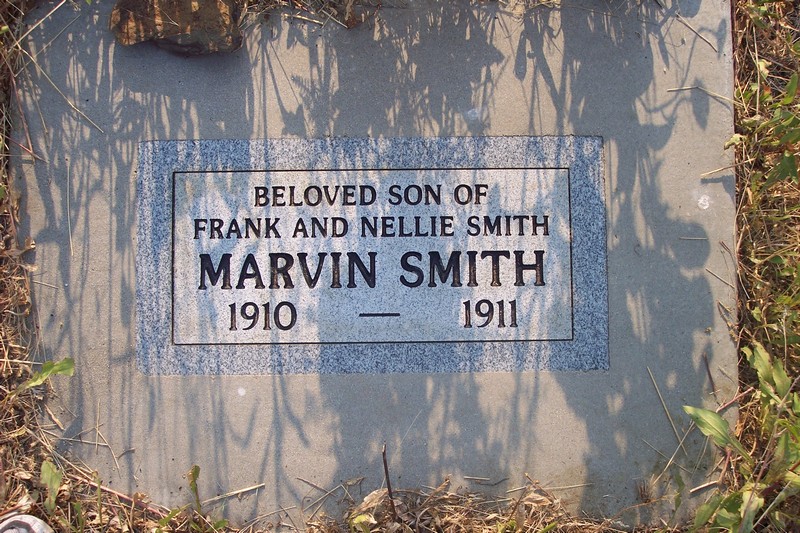 BELOVED SON OF
FRANK AND NELLIE SMITH
MARVIN SMITH
1910 — 1911